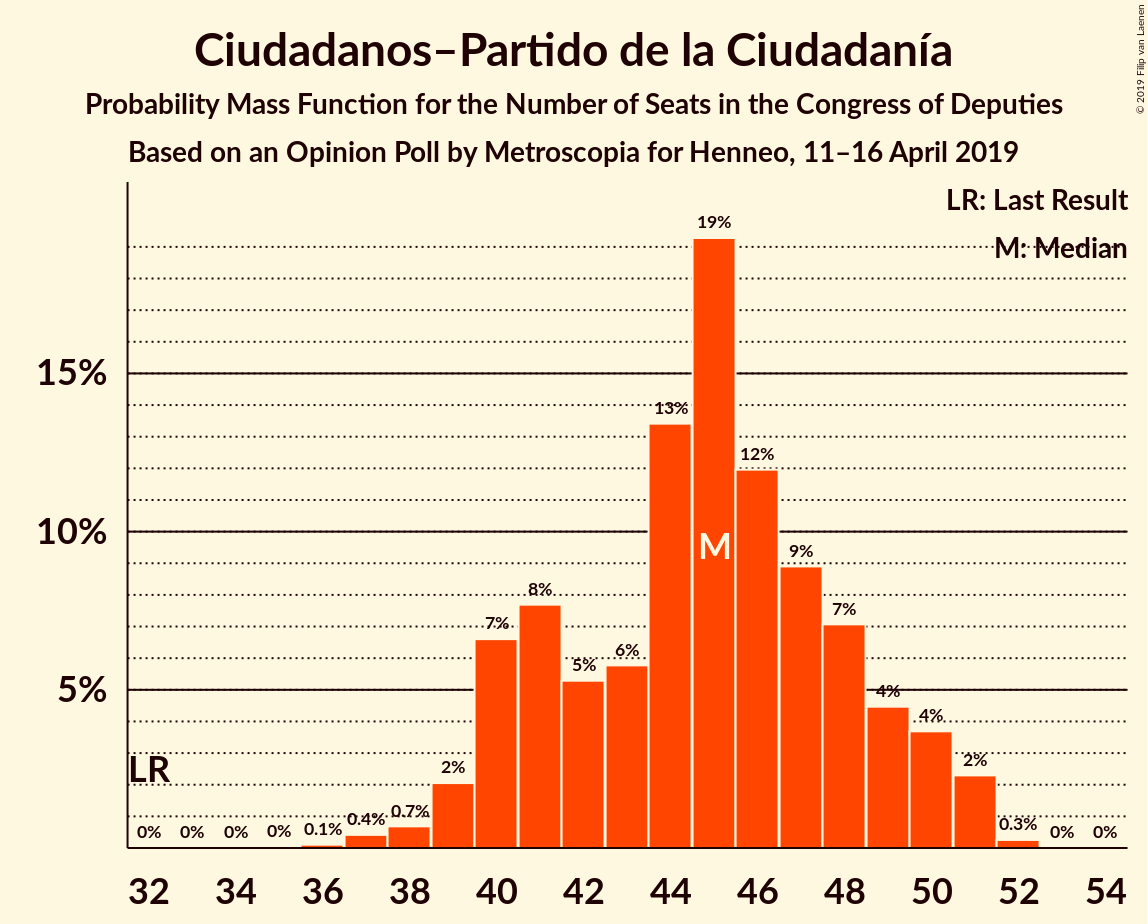 Ciudadanos–Partido de la Ciudadanía
Probability Mass Function for the Number of Seats in the Congress of Deputies
Based on an Opinion Poll by Metroscopia for Henneo, 11–16 April 2019
© 2019 Filip van Laenen
LR: Last Result
M: Median
19%
15%
13%
12%
10%
M
9%
8%
7%
7%
6%
5%
5%
4%
4%
LR
2%
2%
0%
0%
0%
0%
0.1%
0.4%
0.7%
0.3%
0%
0%
32 34 36 38 40 42 44 46 48 50 52 54